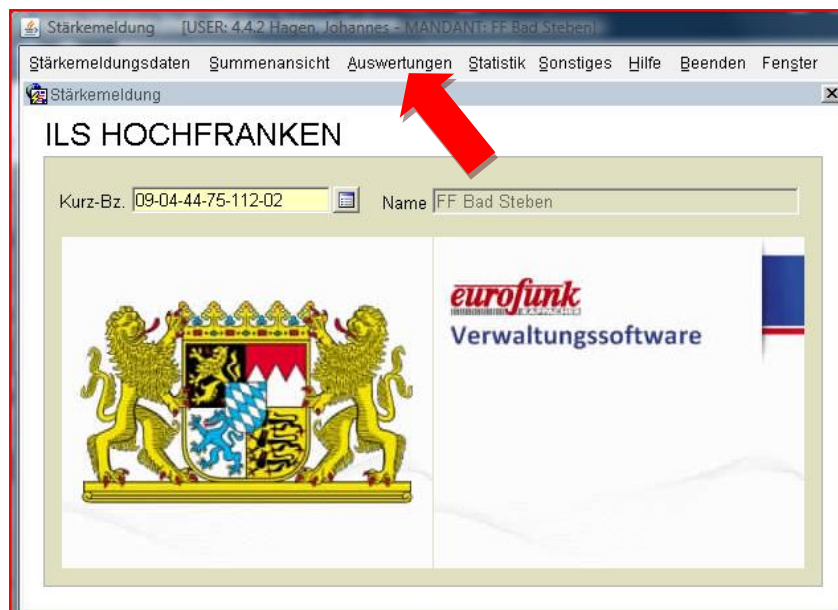 Stärkemeldung [USER: 4.4.2 Hagen, Johannes - MANDANT: FF Bad Steben]
Stärkemeldungsdaten Summenansicht Auswertungen Statistik Sonstiges Hilfe Beenden Fenster
Stärkemeldung
ILS HOCHFRANKEN
Kurz-Bz. 09-04-44-75-112-02 Name FF Bad Steben
eurofunk
KAPPACHER
Verwaltungssoftware